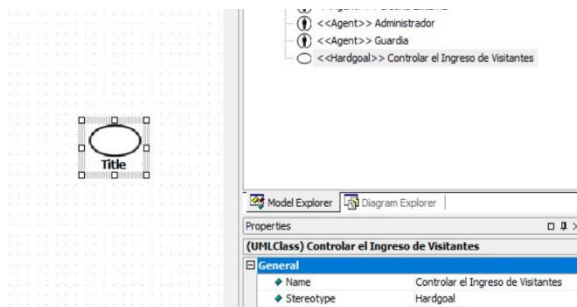 <<Agent>> Administrador
<<Agent>> Guardia
<<Hardgoal>> Controlar el Ingreso de Visitantes
Title
Model Explorer Diagram Explorer
Properties
(UMLClass) Controlar el Ingreso de Visitantes
General
Name Controlar el Ingreso de Visitantes
Stereotype Hardgoal